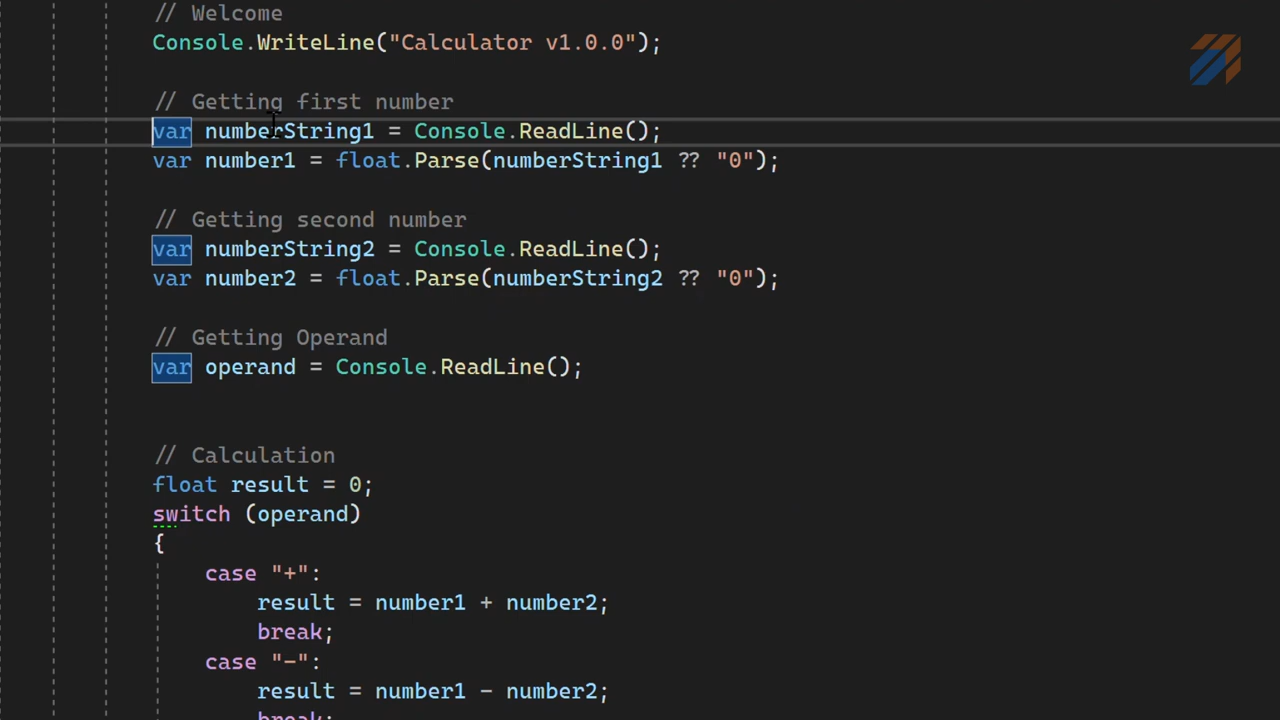 // Welcome
Console.WriteLine("Calculator v1.0.0");
// Getting first number
var numberString1 = Console.ReadLine();
var number1 = float.Parse(numberString1 ?? "0");
// Getting second number
var numberString2 = Console.ReadLine();
var number2 = float.Parse(numberString2 ?? "0");
// Getting Operand
var operand = Console.ReadLine();
// Calculation
float result = 0;
switch (operand)
{
case "+":
result = number1 + number2;
break;
case "-":
result = number1 - number2;
break;